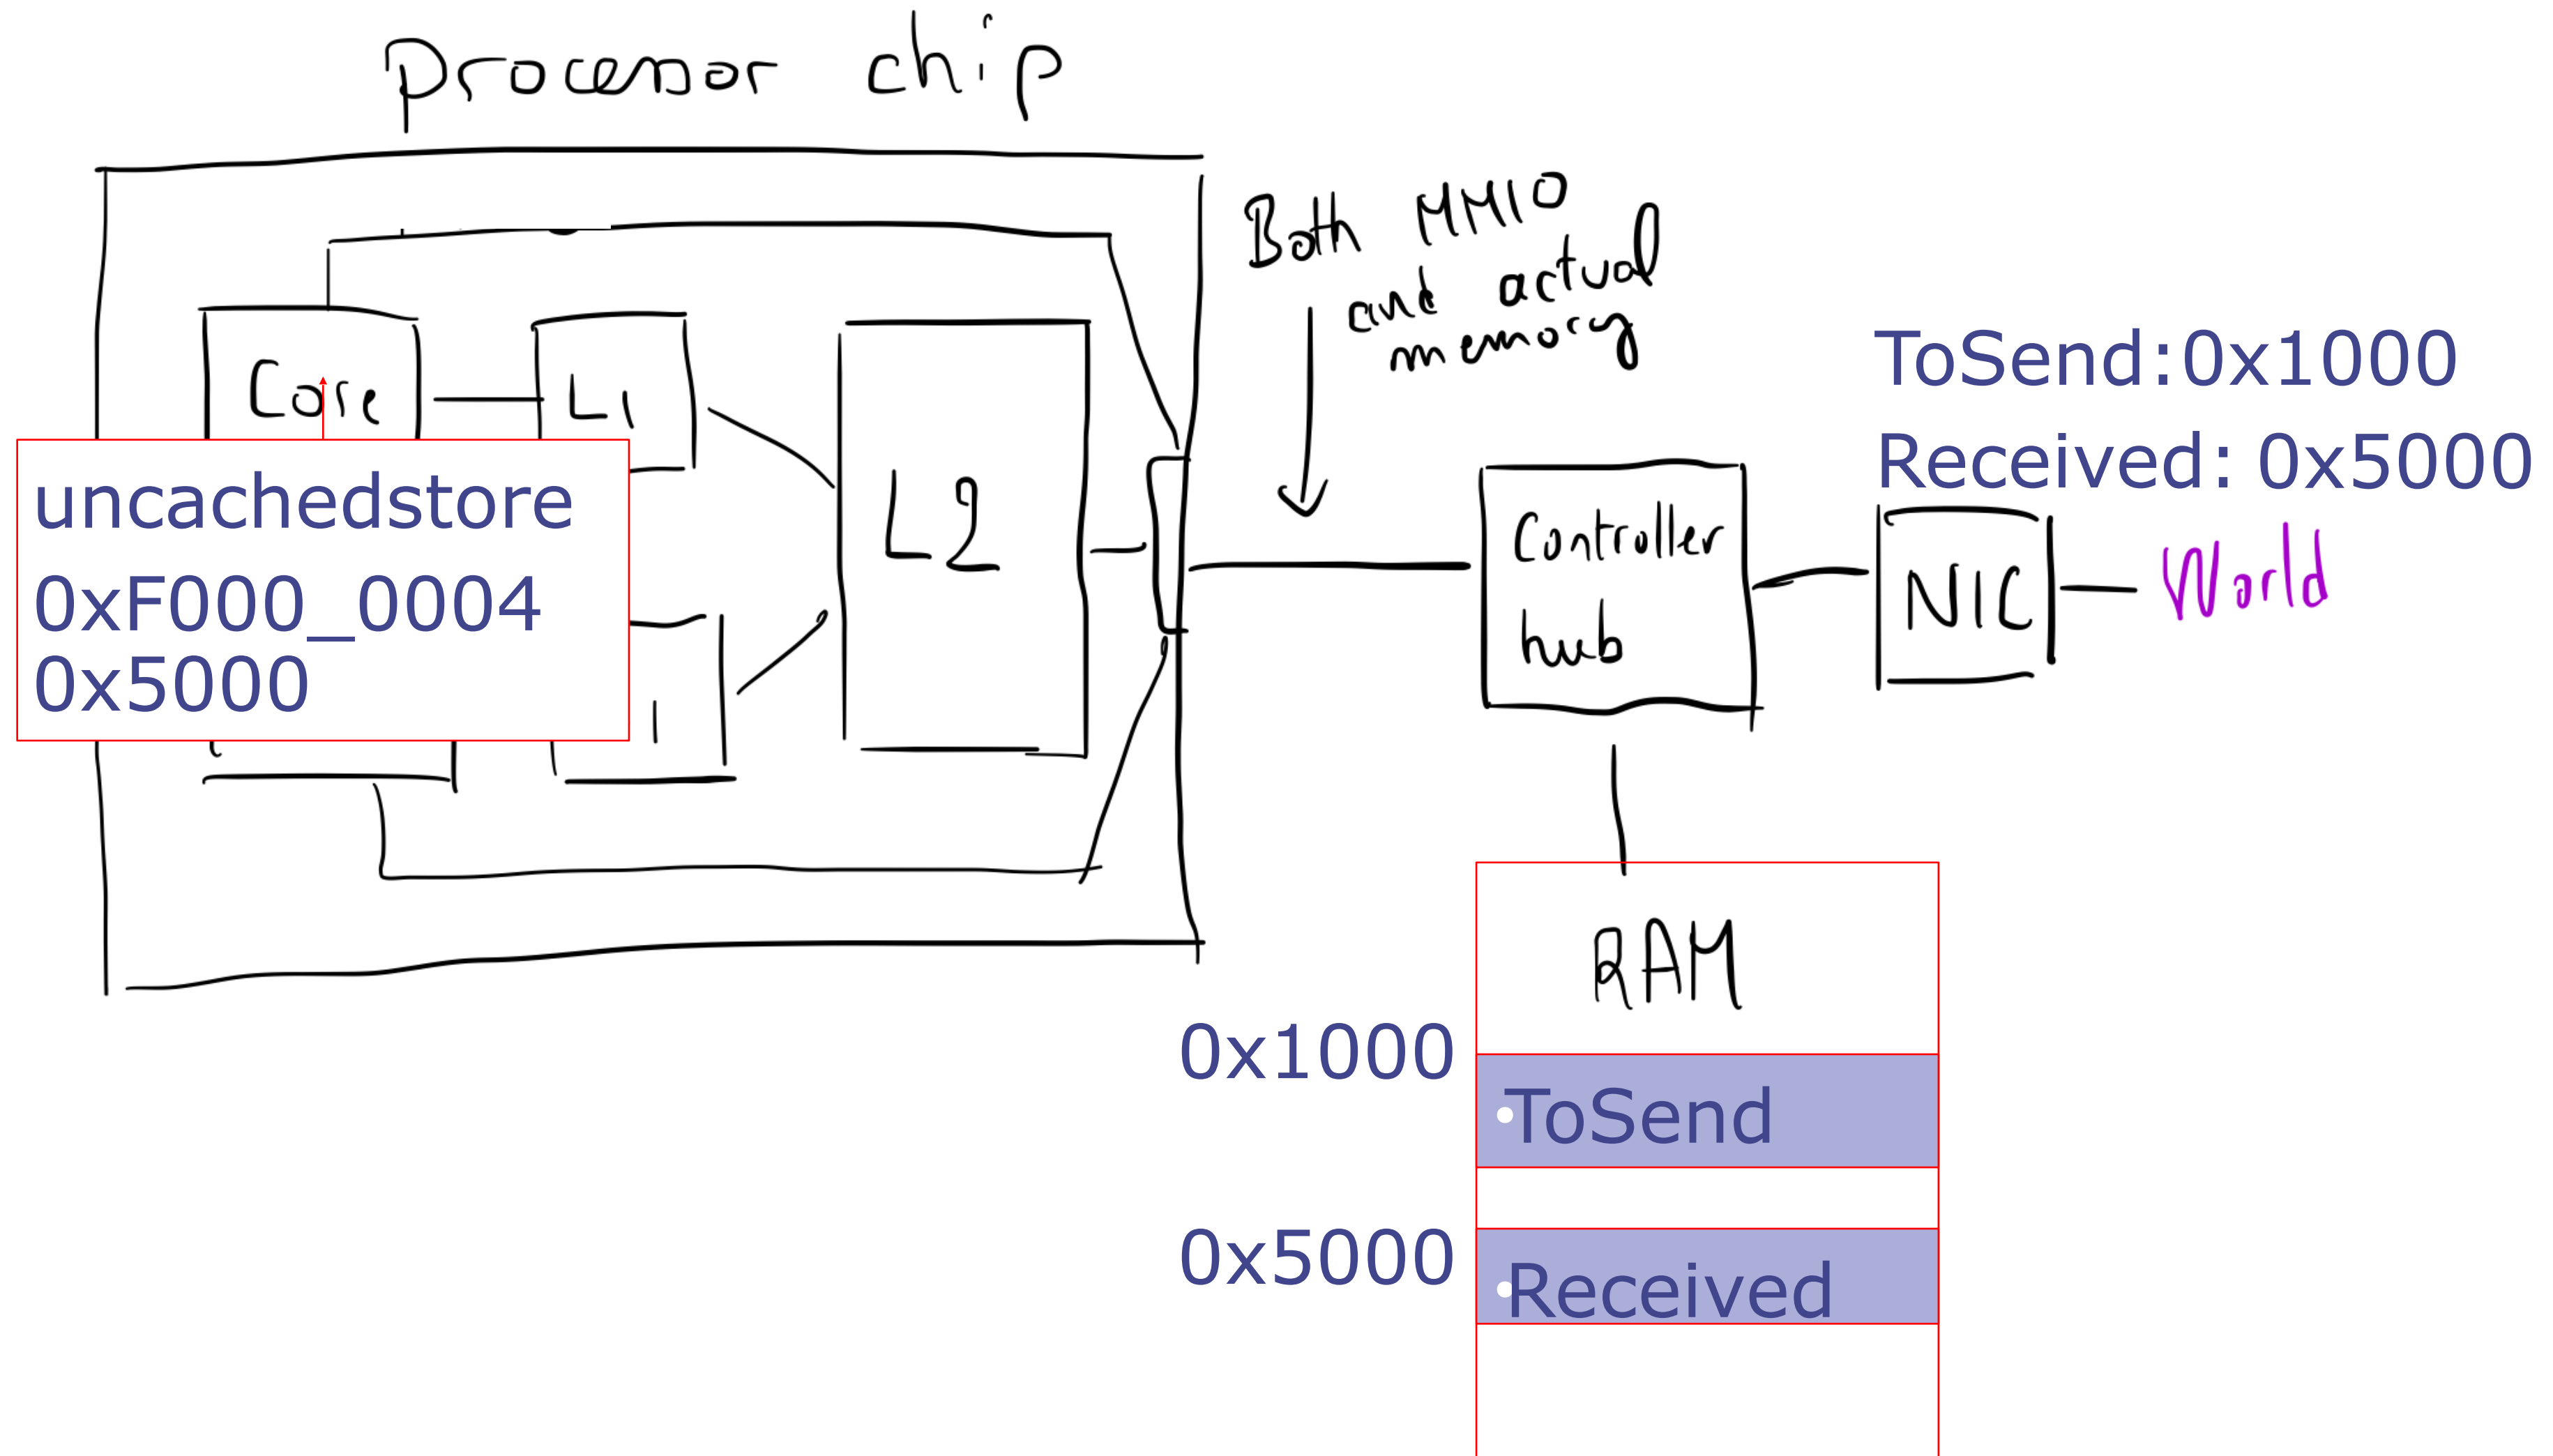 Processor chip
Both MMIO
and actual
memory
Core
L1
L2
uncachedstore
0xF000_0004
0x5000
ToSend:0x1000
Received: 0x5000
Controller
hub
NIC
World
RAM
0x1000
•ToSend
0x5000
•Received